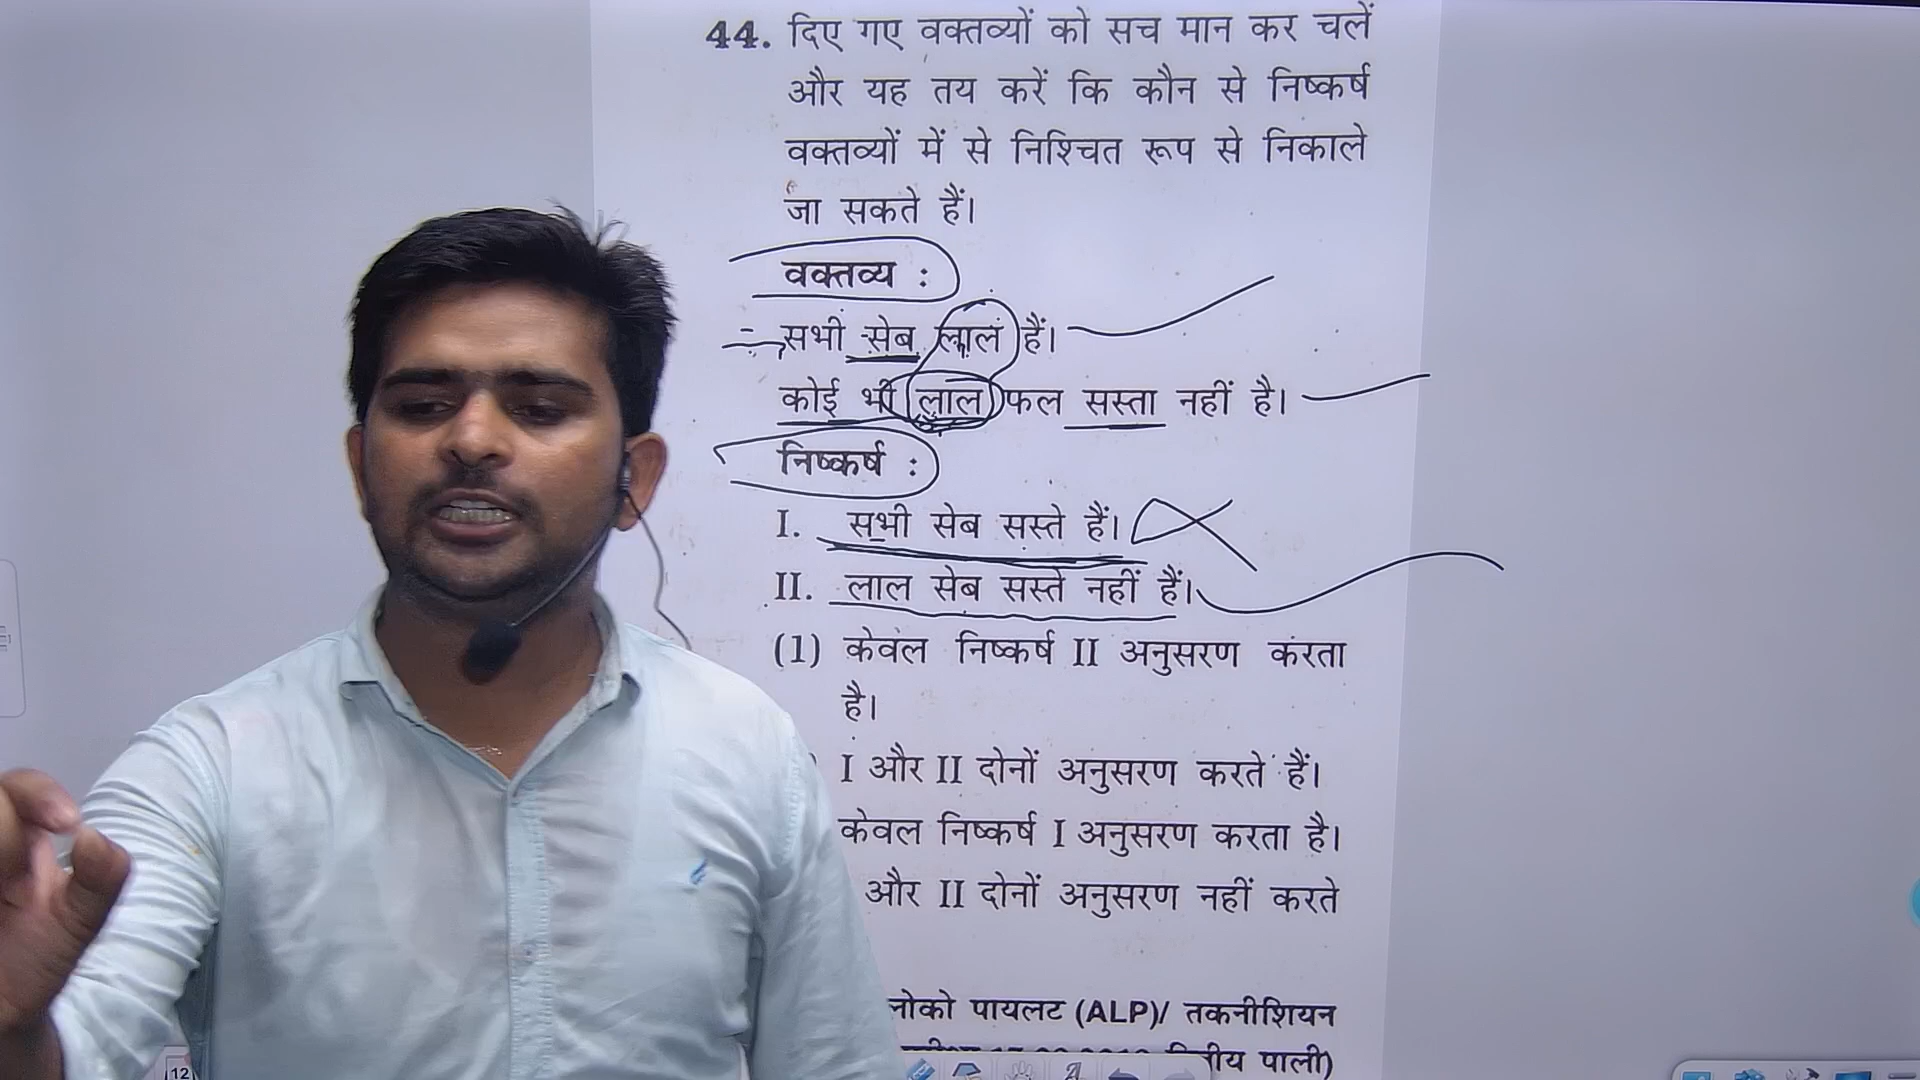 44. दिए गए वक्तव्यों को सच मान कर चलें
और यह तय करें कि कौन से निष्कर्ष
वक्तव्यों में से निश्चित रूप से निकाले
जा सकते हैं।
वक्तव्य :
सभी सेब लाल हैं।
कोई भी लाल फल सस्ता नहीं है।
निष्कर्ष :
I. सभी सेब सस्ते हैं।
II. लाल सेब सस्ते नहीं हैं।
(1) केवल निष्कर्ष II अनुसरण करता
है।
I और II दोनों अनुसरण करते हैं।
केवल निष्कर्ष I अनुसरण करता है।
और II दोनों अनुसरण नहीं करते
पायलट (ALP)/ तकनीशियन
पाली)
12